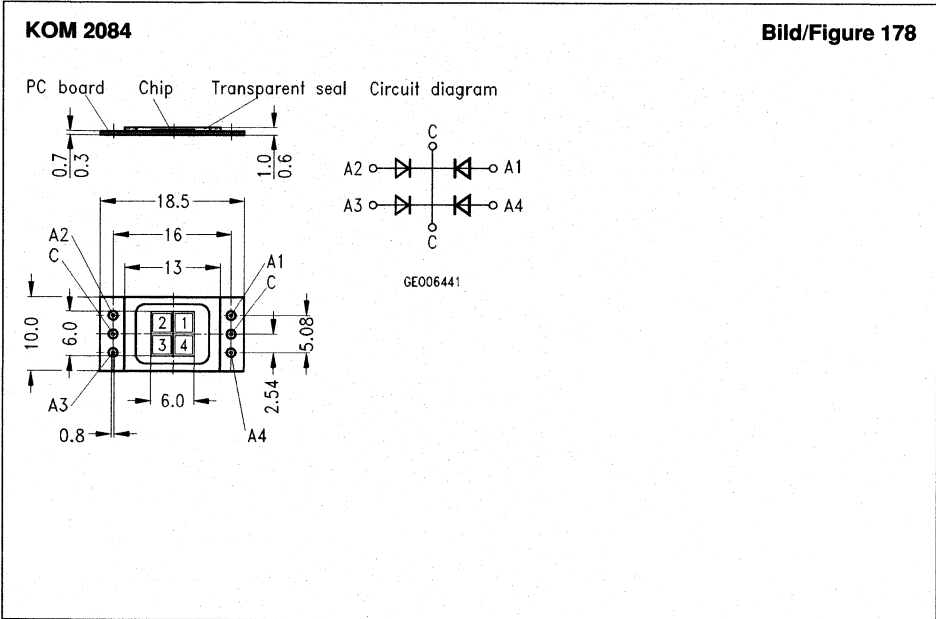 KOM 2084 Bild/Figure 178
PC board Chip Transparent seal Circuit diagram
0.7
0.3
1.0
0.6
C
A2 A1
A3 A4
C
GEO06441
18.5
16
13
A2
C
A1
C
10.0
6.0
2 1
3 4
5.08
2.54
A3
6.0
0.8
A4